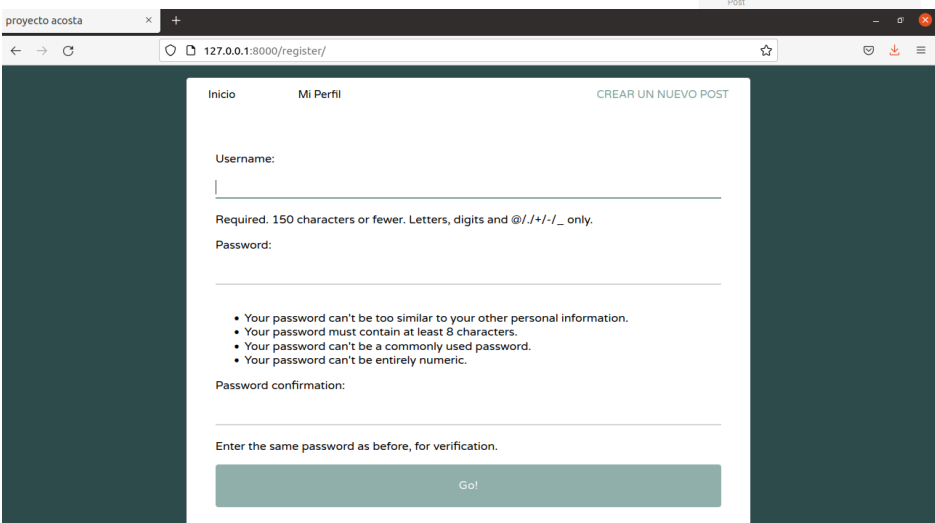 Post
proyecto acosta
127.0.0.1:8000/register/
Inicio Mi Perfil CREAR UN NUEVO POST
Username:
Required. 150 characters or fewer. Letters, digits and @/./+/-/_ only.
Password:
• Your password can't be too similar to your other personal information.
• Your password must contain at least 8 characters.
• Your password can't be a commonly used password.
• Your password can't be entirely numeric.
Password confirmation:
Enter the same password as before, for verification.
Go!